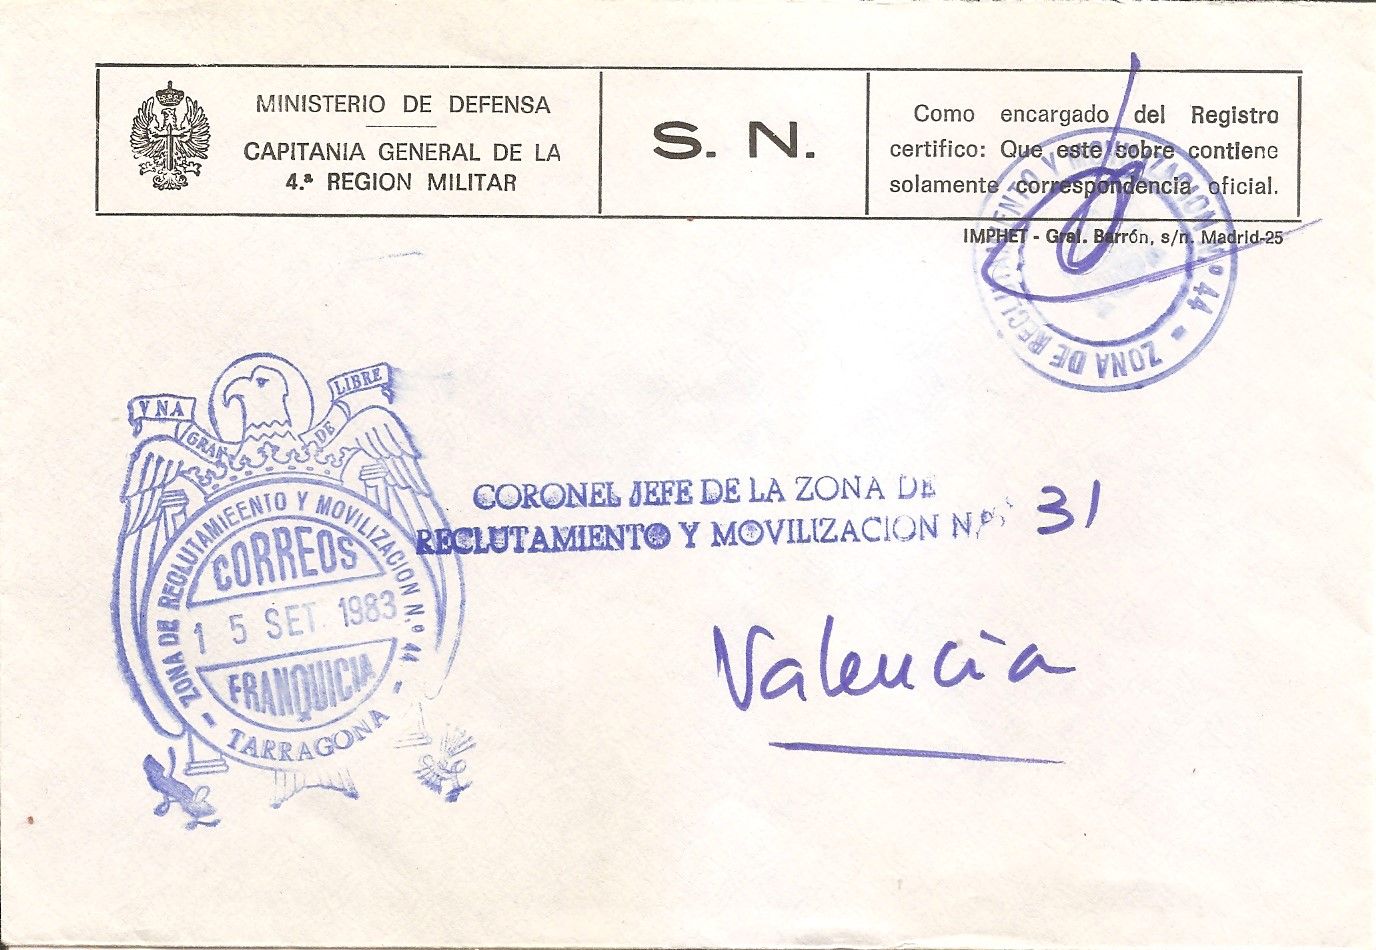 MINISTERIO DE DEFENSA
CAPITANIA GENERAL DE LA
4.ª REGION MILITAR
S. N.
Como encargado del Registro
certifico: Que este sobre contiene
solamente correspondencia oficial.
IMPHET - Gral. Barrón, s/n. Madrid-25
ZONA DE RECLUTAMIENTO Y MOVILIZACION Nº 44 -
VNA GRANDE LIBRE
ZONA DE RECLUTAMIEENTO Y MOVILIZACION N.º 44
CORREOS
1 5 SET. 1983
FRANQUICIA
- TARRAGONA -
CORONEL JEFE DE LA ZONA DE
RECLUTAMIENTO Y MOVILIZACION N.º 31
Valencia